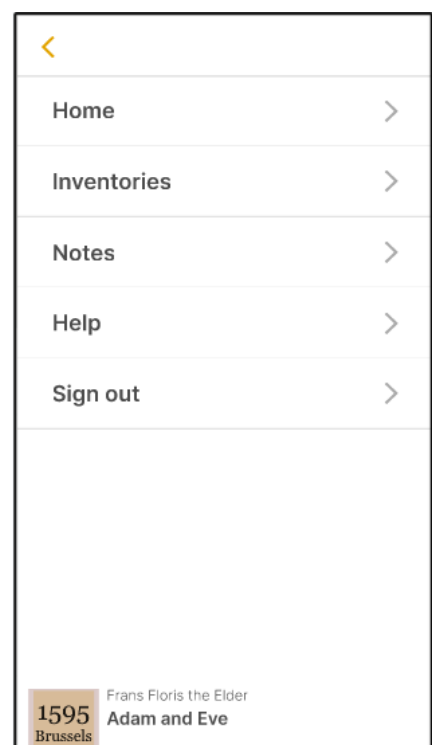 Home
Inventories
Notes
Help
Sign out
Frans Floris the Elder
1595
Adam and Eve
Brussels